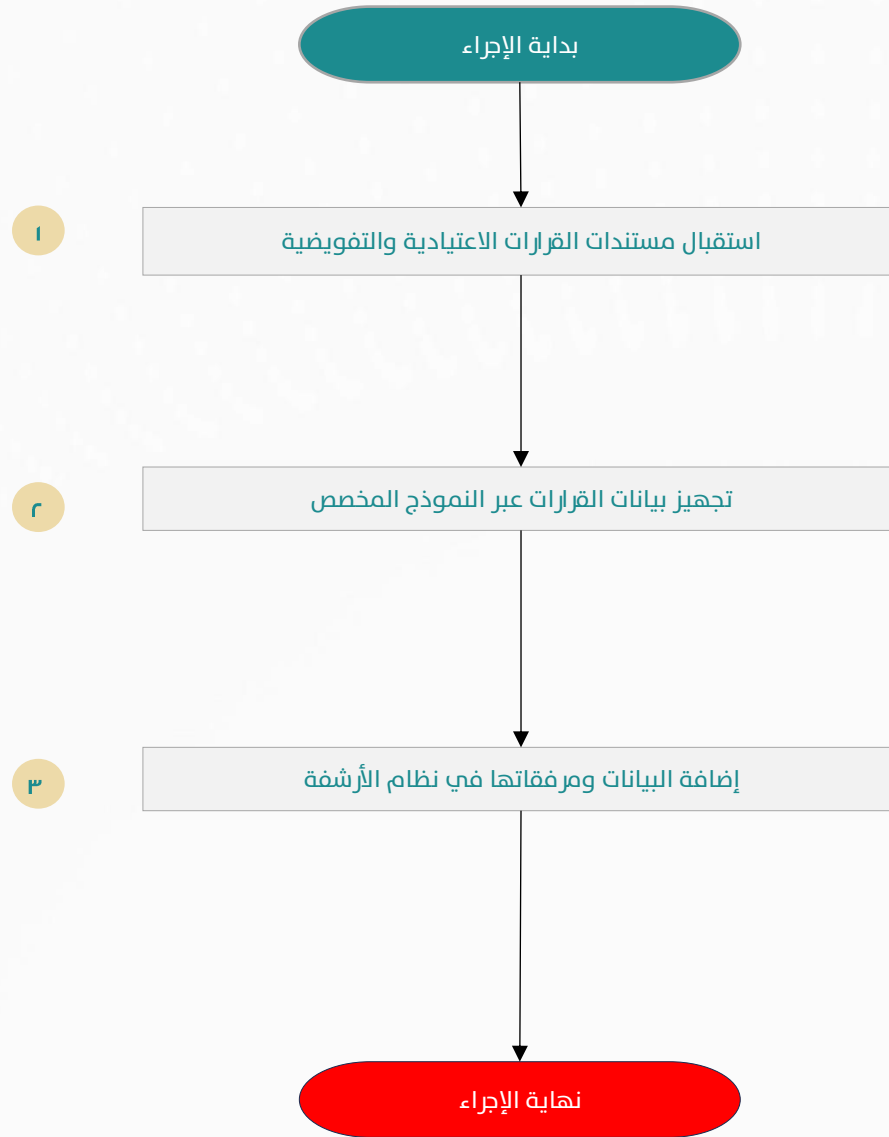 بداية الإجراء
١
استقبال مستندات القرارات الاعتيادية والتفويضية
٢
تجهيز بيانات القرارات عبر النموذج المخصص
٣
إضافة البيانات ومرفقاتها في نظام الأرشفة
نهاية الإجراء